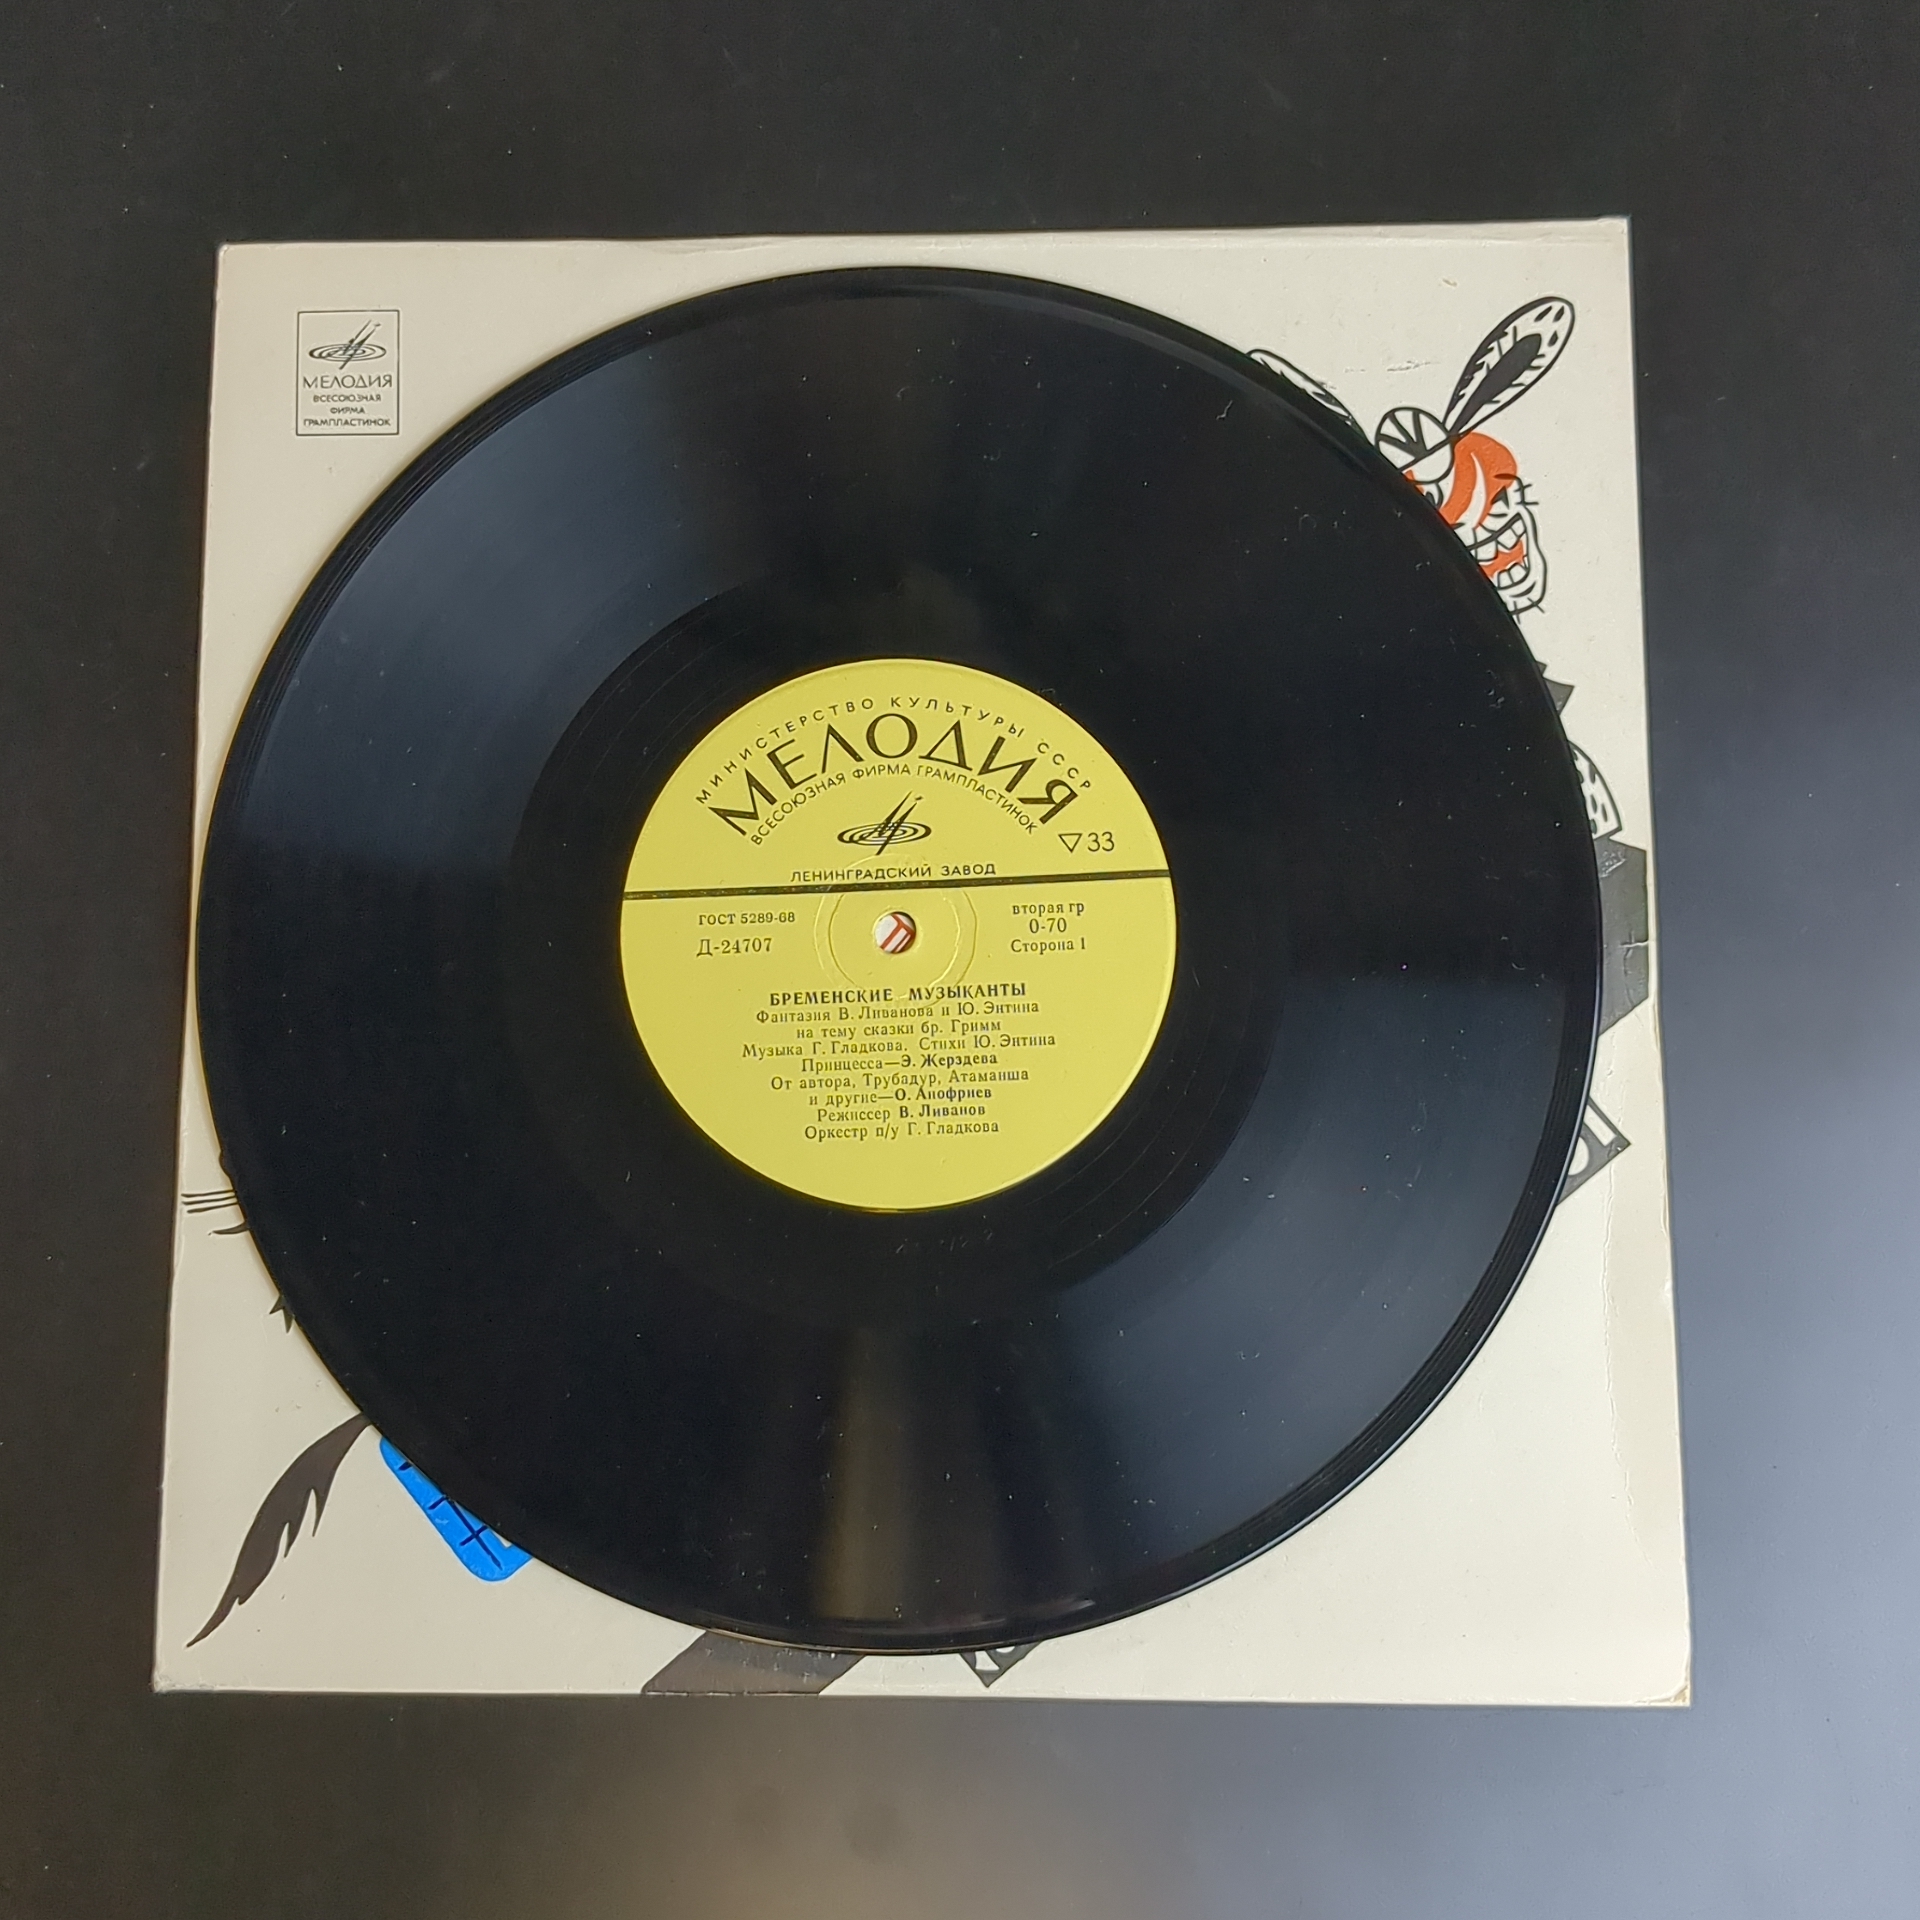 МЕЛОДИЯ
ВСЕСОЮЗНАЯ
ФИРМА
ГРАМПЛАСТИНОК
МИНИСТЕРСТВО КУЛЬТУРЫ СССР
МЕЛОДИЯ
ВСЕСОЮЗНАЯ ФИРМА ГРАМПЛАСТИНОК
33
ЛЕНИНГРАДСКИЙ ЗАВОД
ГОСТ 5289-68
Д-24707
вторая гр
0-70
Сторона 1
БРЕМЕНСКИЕ МУЗЫКАНТЫ
Фантазия В. Ливанова и Ю. Энтина
на тему сказки бр. Гримм
Музыка Г. Гладкова. Стихи Ю. Энтина
Принцесса—Э. Жерздева
От автора, Трубадур, Атаманша
и другие—О. Анофриев
Режиссер В. Ливанов
Оркестр п/у Г. Гладкова